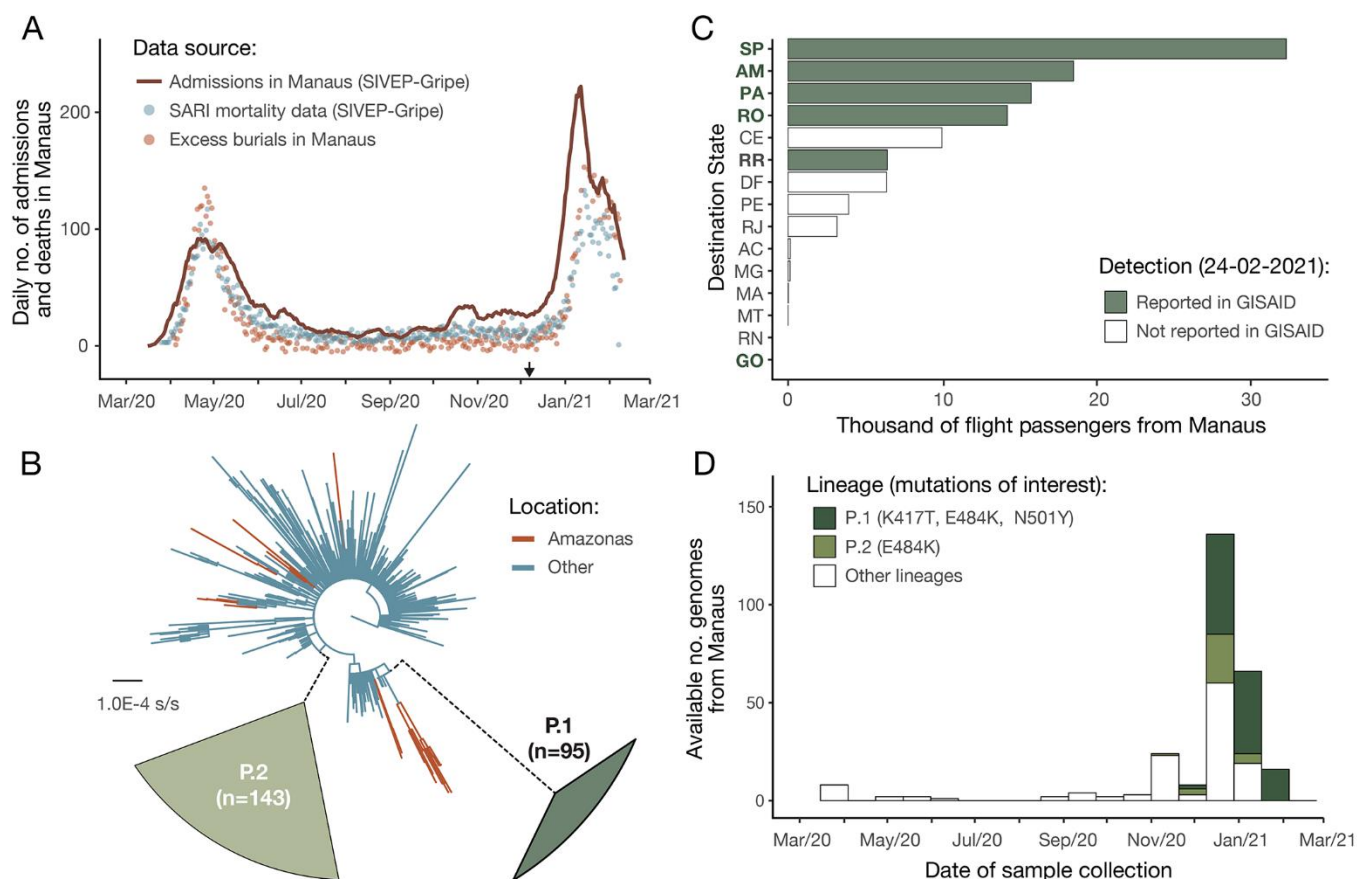 A
Data source:
Admissions in Manaus (SIVEP-Gripe)
SARI mortality data (SIVEP-Gripe)
Excess burials in Manaus
Daily no. of admissions
and deaths in Manaus
200
100
0
Mar/20 May/20 Jul/20 Sep/20 Nov/20 Jan/21 Mar/21
B
Location:
Amazonas
Other
1.0E-4 s/s
P.2
(n=143)
P.1
(n=95)
C
Destination State
SP
AM
PA
RO
CE
RR
DF
PE
RJ
AC
MG
MA
MT
RN
GO
Detection (24-02-2021):
Reported in GISAID
Not reported in GISAID
0 10 20 30
Thousand of flight passengers from Manaus
D
Lineage (mutations of interest):
P.1 (K417T, E484K, N501Y)
P.2 (E484K)
Other lineages
Available no. genomes
from Manaus
150
100
50
0
Mar/20 May/20 Jul/20 Sep/20 Nov/20 Jan/21 Mar/21
Date of sample collection